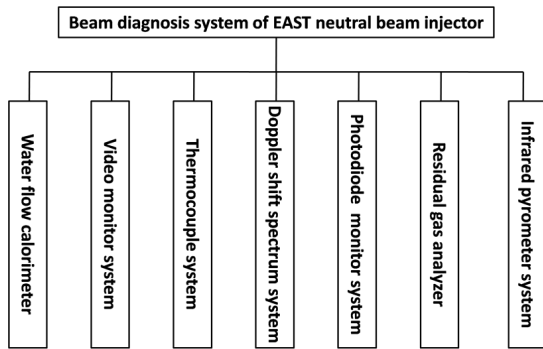 Beam diagnosis system of EAST neutral beam injector
Water flow calorimeter
Video monitor system
Thermocouple system
Doppler shift spectrum system
Photodiode monitor system
Residual gas analyzer
Infrared pyrometer system